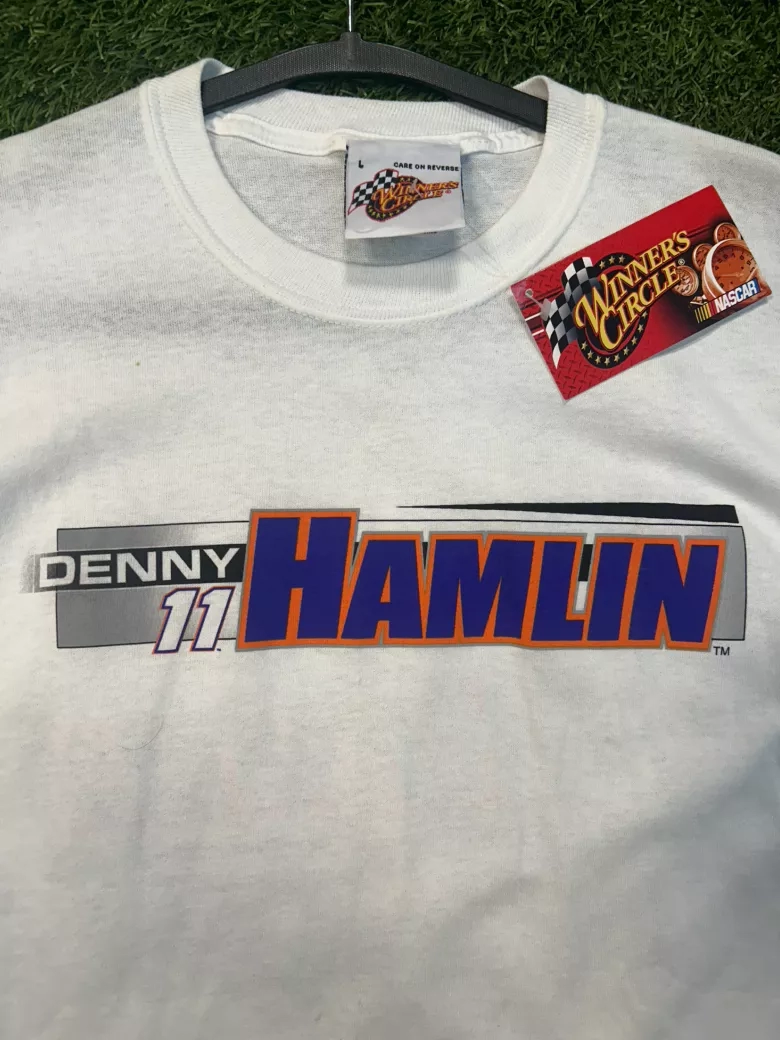 L CARE ON REVERSE
WINNER'S
CIRCLE
WINNER'S
CIRCLE®
NASCAR
DENNY HAMLIN
11 TM